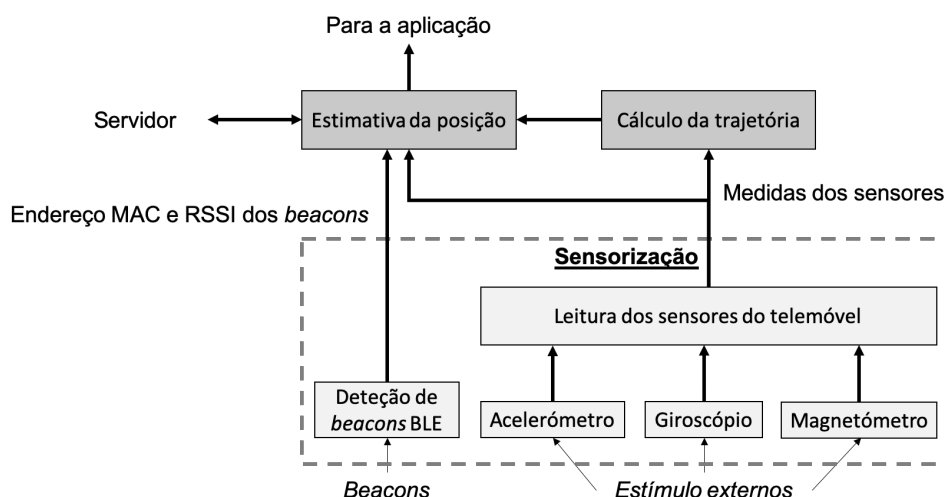 Para a aplicação
Servidor
Estimativa da posição
Cálculo da trajetória
Medidas dos sensores
Endereço MAC e RSSI dos beacons
Sensorização
Leitura dos sensores do telemóvel
Deteção de
beacons BLE
Acelerómetro
Giroscópio
Magnetómetro
Beacons
Estímulo externos